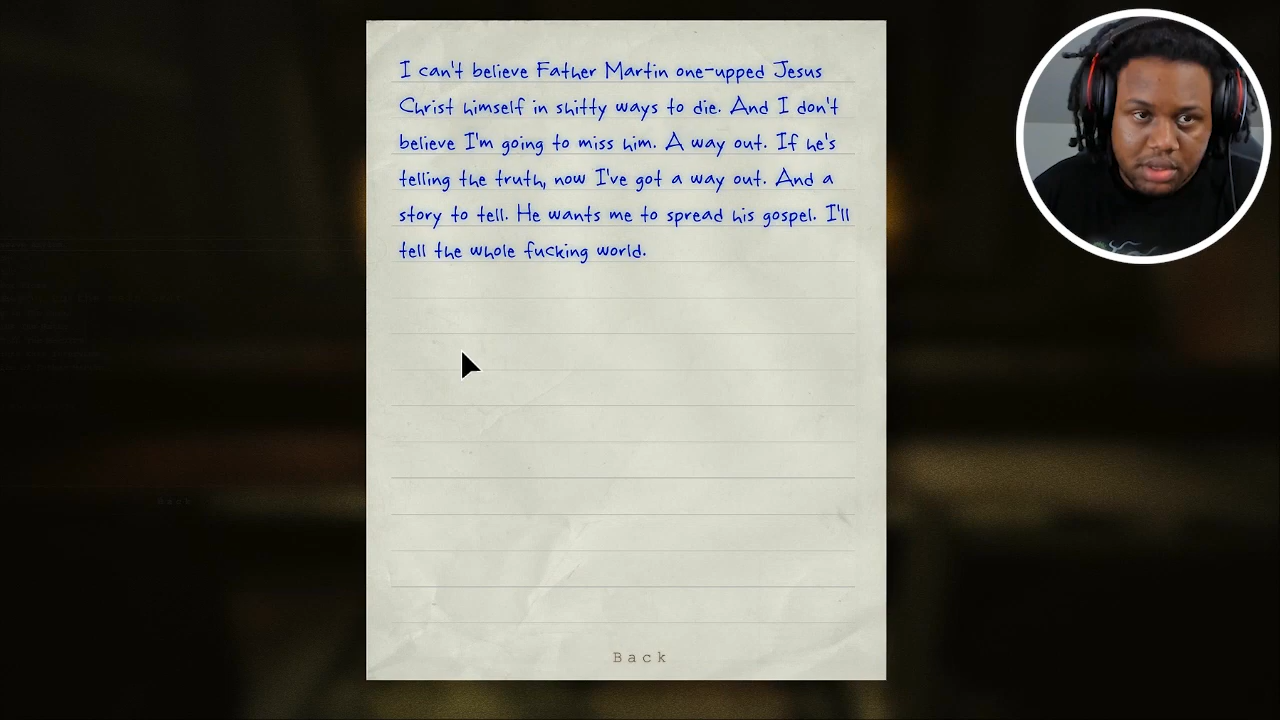 I can't believe Father Martin one-upped Jesus
Christ himself in shitty ways to die. And I don't
believe I'm going to miss him. A way out. If he's
telling the truth, now I've got a way out. And a
story to tell. He wants me to spread his gospel. I'll
tell the whole fucking world.
Back